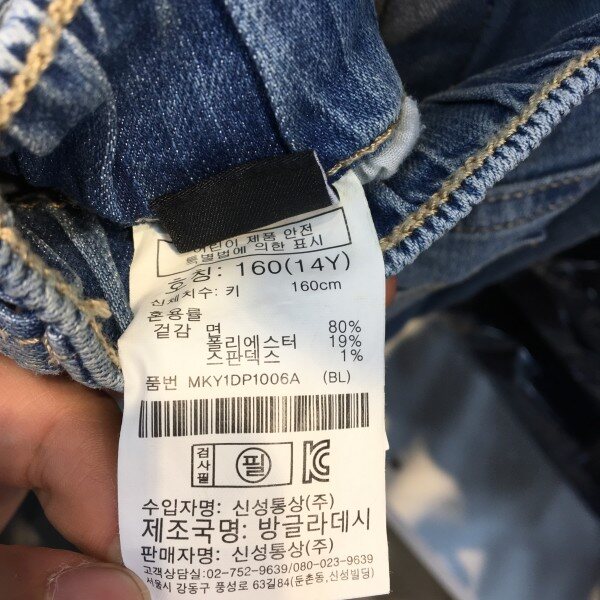 어린이 제품 안전
특별법에 의한 표시
호칭: 160(14Y)
신체치수: 키 160cm
혼용률
겉감 면 80%
폴리에스터 19%
스판덱스 1%
품번 MKY1DP1006A (BL)
검사필 필 KC
수입자명: 신성통상(주)
제조국명: 방글라데시
판매자명: 신성통상(주)
고객상담실:02-752-9639/080-023-9639
서울시 강동구 풍성로 63길84(둔촌동,신성빌딩)